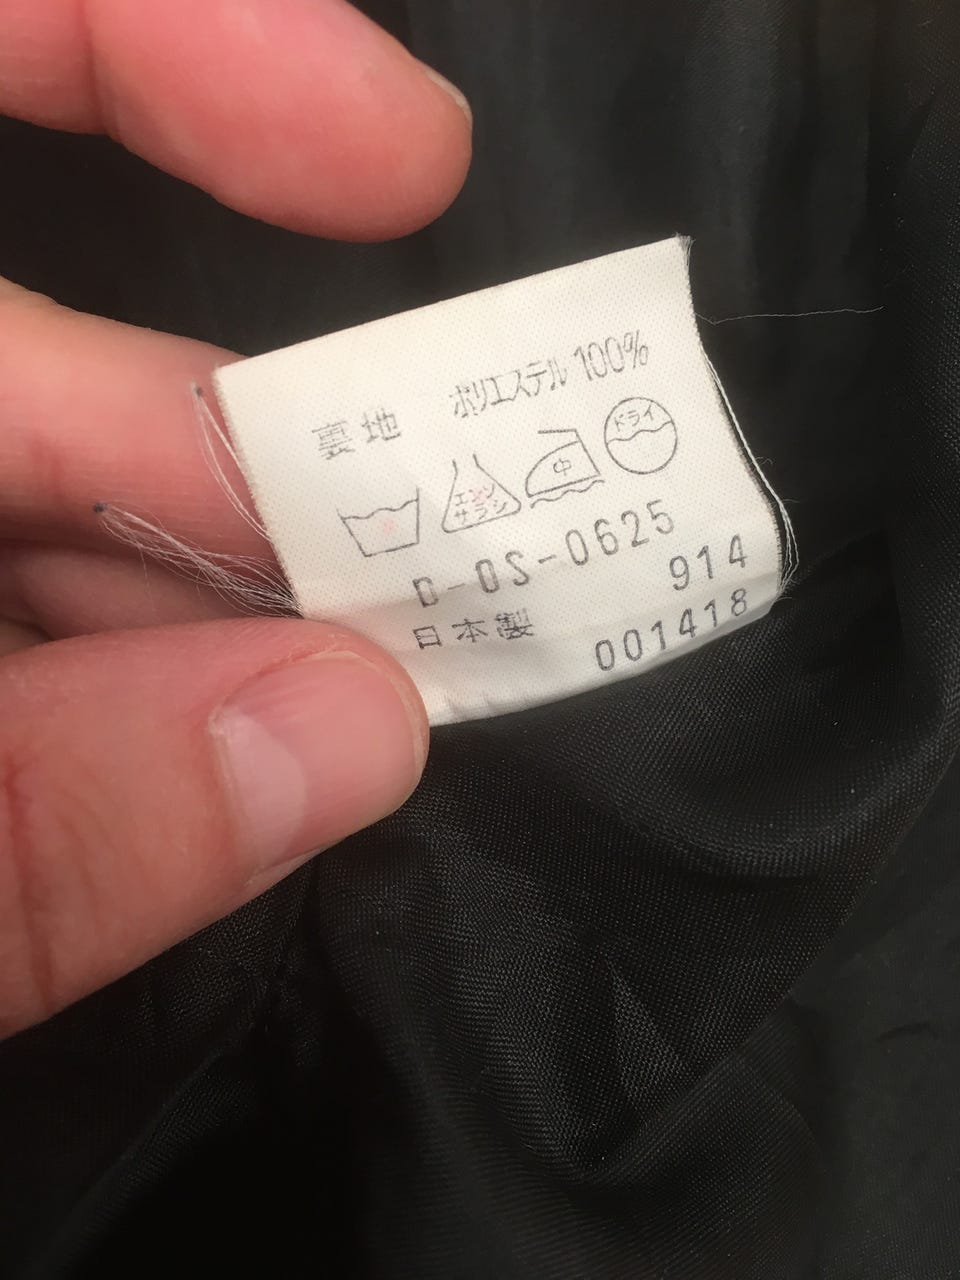 裏地 ポリエステル 100%
エンソ サラシ 中 ドライ
D-OS-0625
914
日本製 001418